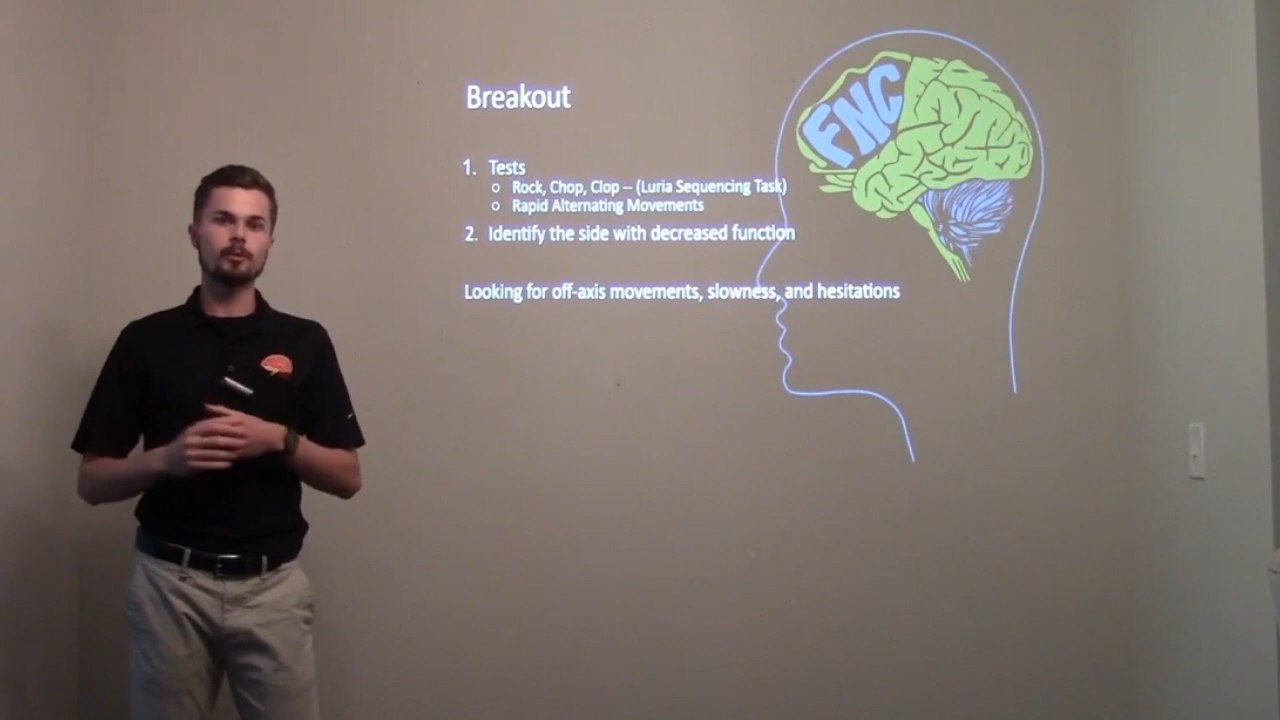 Breakout
1. Tests
○ Rock, Chop, Clop – (Luria Sequencing Task)
○ Rapid Alternating Movements
2. Identify the side with decreased function
Looking for off-axis movements, slowness, and hesitations
FNC